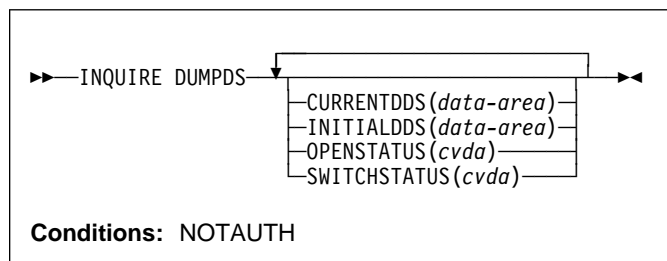 INQUIRE DUMPDS
CURRENTDDS(data-area)
INITIALDDS(data-area)
OPENSTATUS(cvda)
SWITCHSTATUS(cvda)
Conditions: NOTAUTH